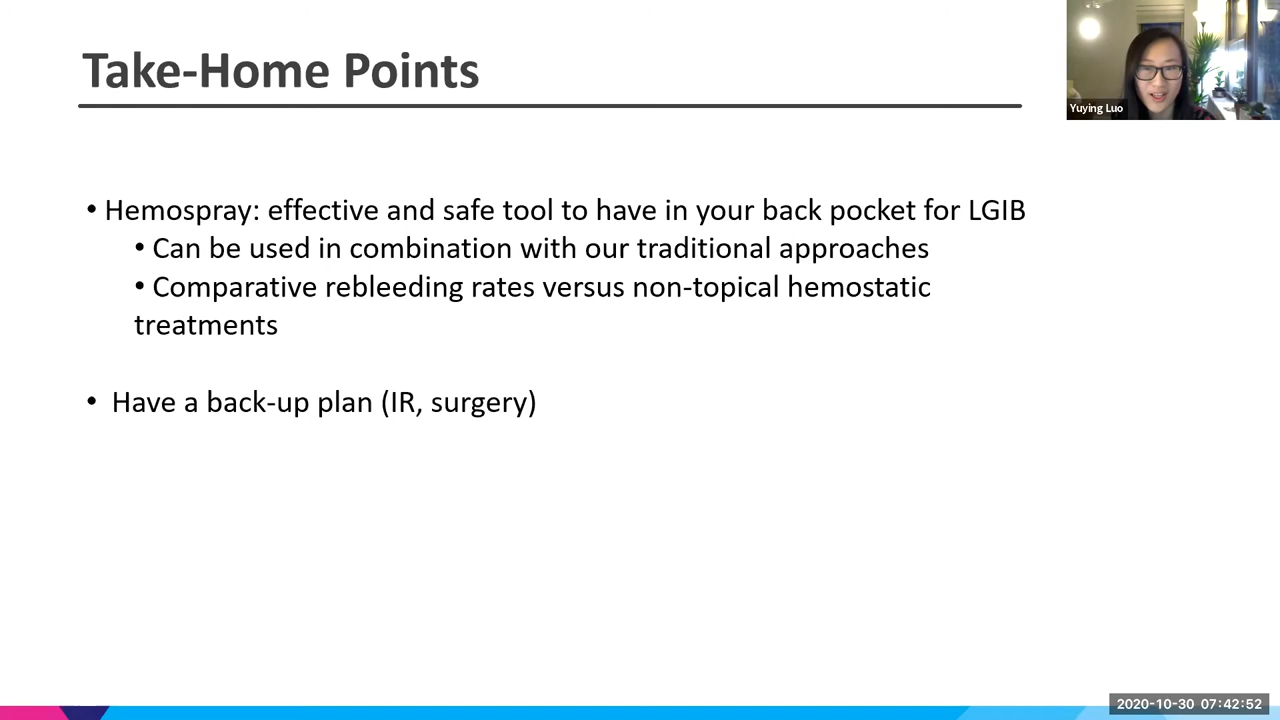 Take-Home Points
Yuying Luo
• Hemospray: effective and safe tool to have in your back pocket for LGIB
• Can be used in combination with our traditional approaches
• Comparative rebleeding rates versus non-topical hemostatic
treatments
• Have a back-up plan (IR, surgery)
2020-10-30 07:42:52